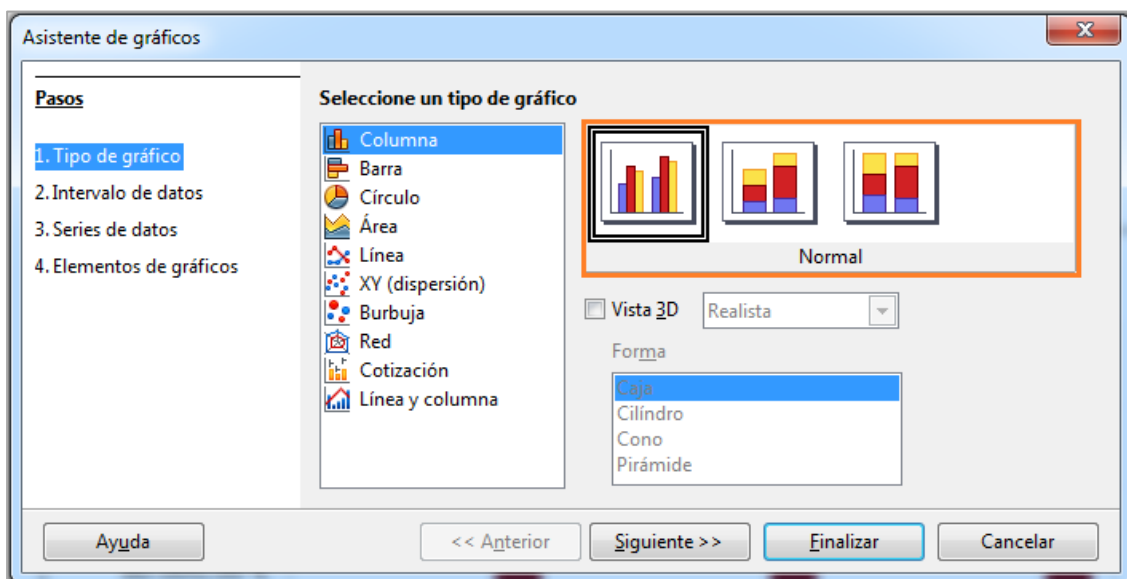 Asistente de gráficos
Pasos
1. Tipo de gráfico
2. Intervalo de datos
3. Series de datos
4. Elementos de gráficos
Seleccione un tipo de gráfico
Columna
Barra
Círculo
Área
Línea
XY (dispersión)
Burbuja
Red
Cotización
Línea y columna
Normal
Vista 3D
Realista
Forma
Caja
Cilíndro
Cono
Pirámide
Ayuda
<< Anterior
Siguiente >>
Finalizar
Cancelar